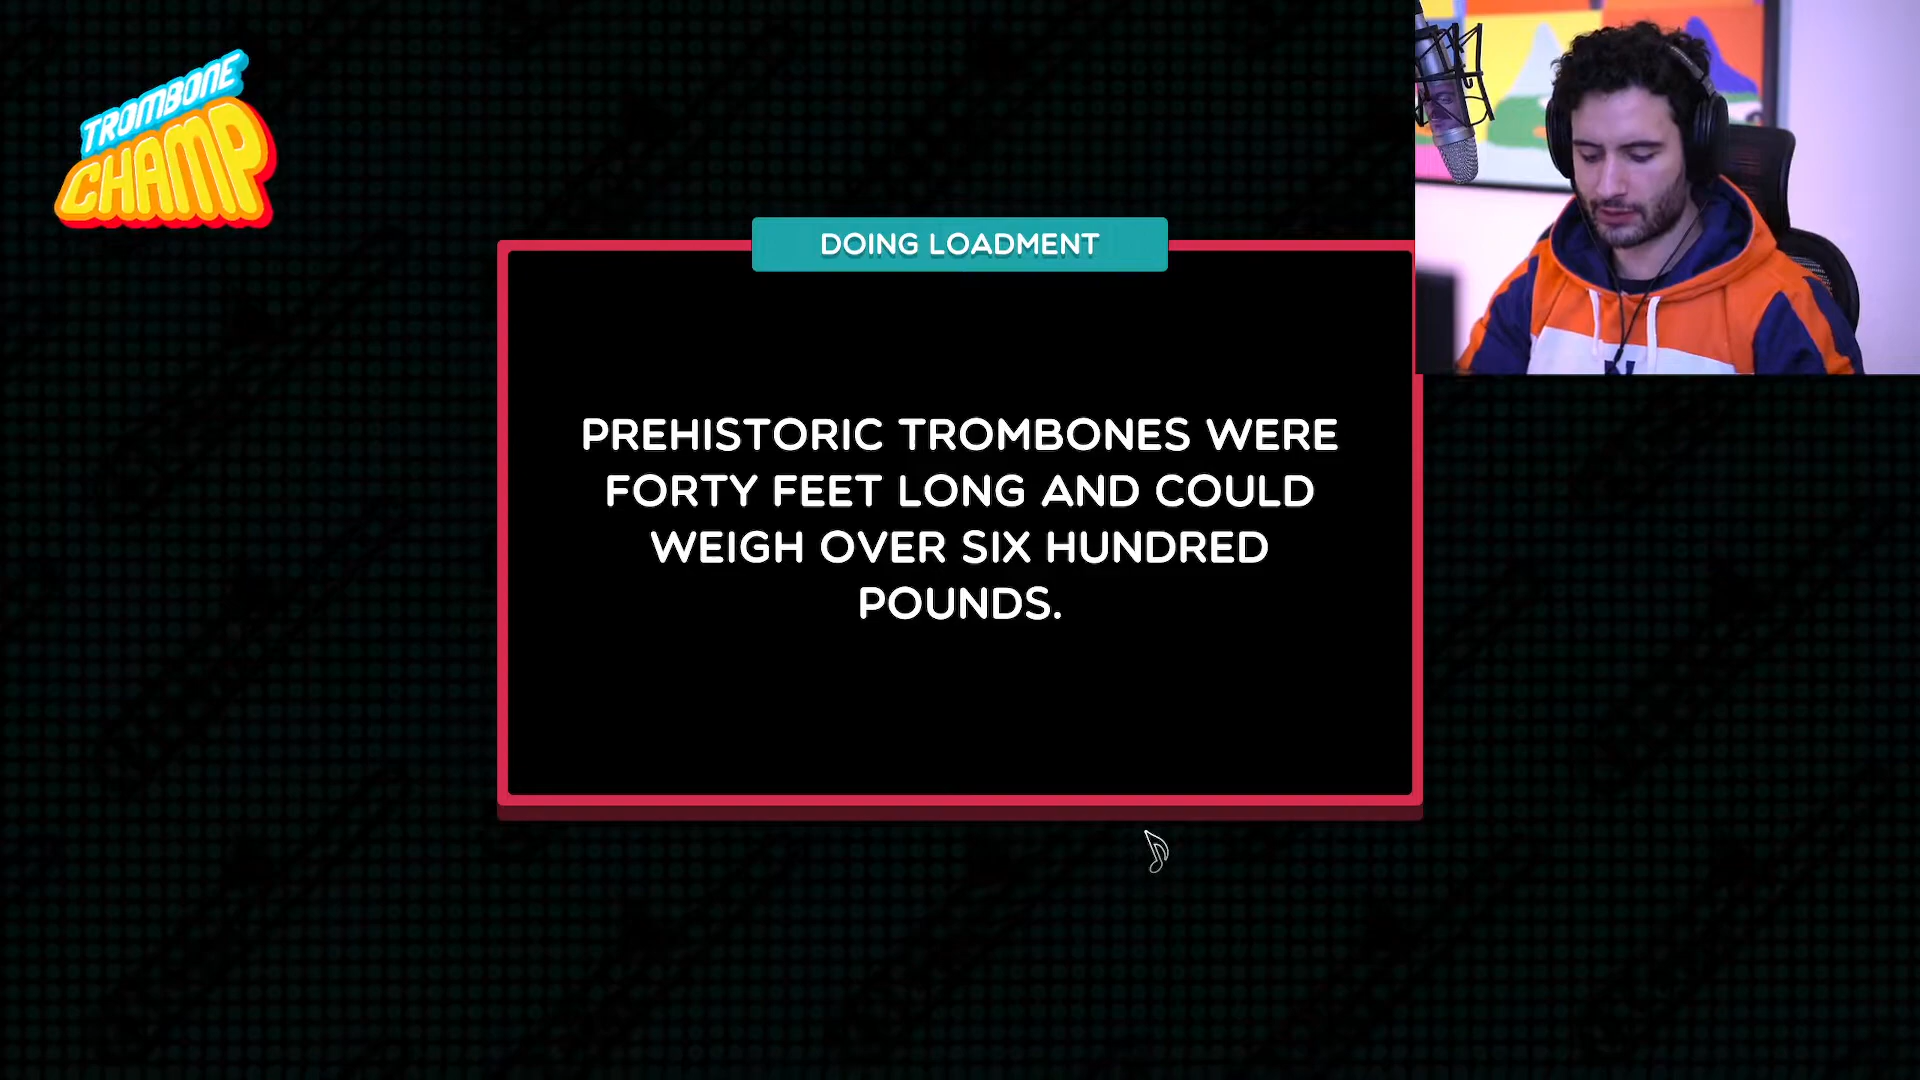 TROMBONE
CHAMP
DOING LOADMENT
PREHISTORIC TROMBONES WERE
FORTY FEET LONG AND COULD
WEIGH OVER SIX HUNDRED
POUNDS.